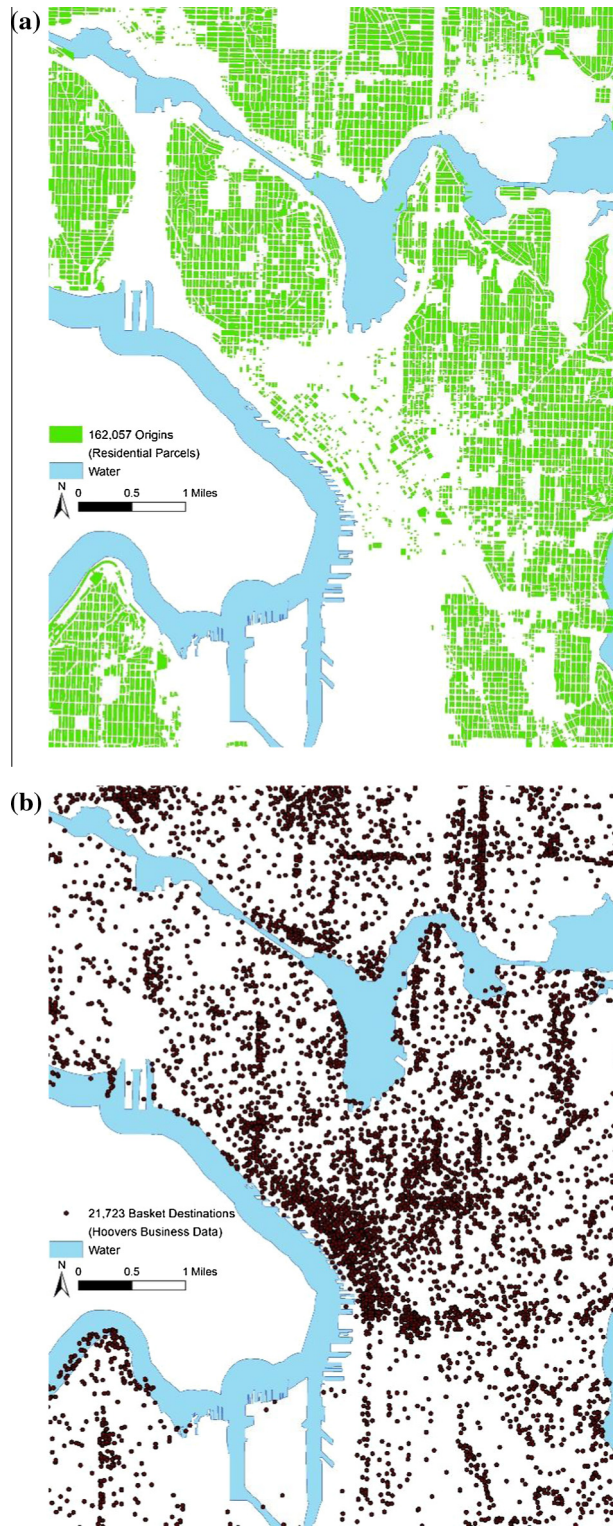 (a)
162,057 Origins
(Residential Parcels)
Water
N
0 0.5 1 Miles
(b)
21,723 Basket Destinations
(Hoovers Business Data)
Water
N
0 0.5 1 Miles